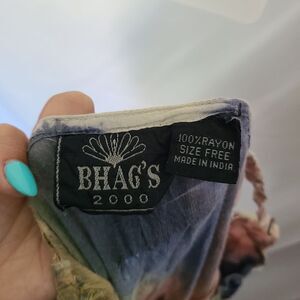 BHAG'S
2000
100% RAYON
SIZE FREE
MADE IN INDIA